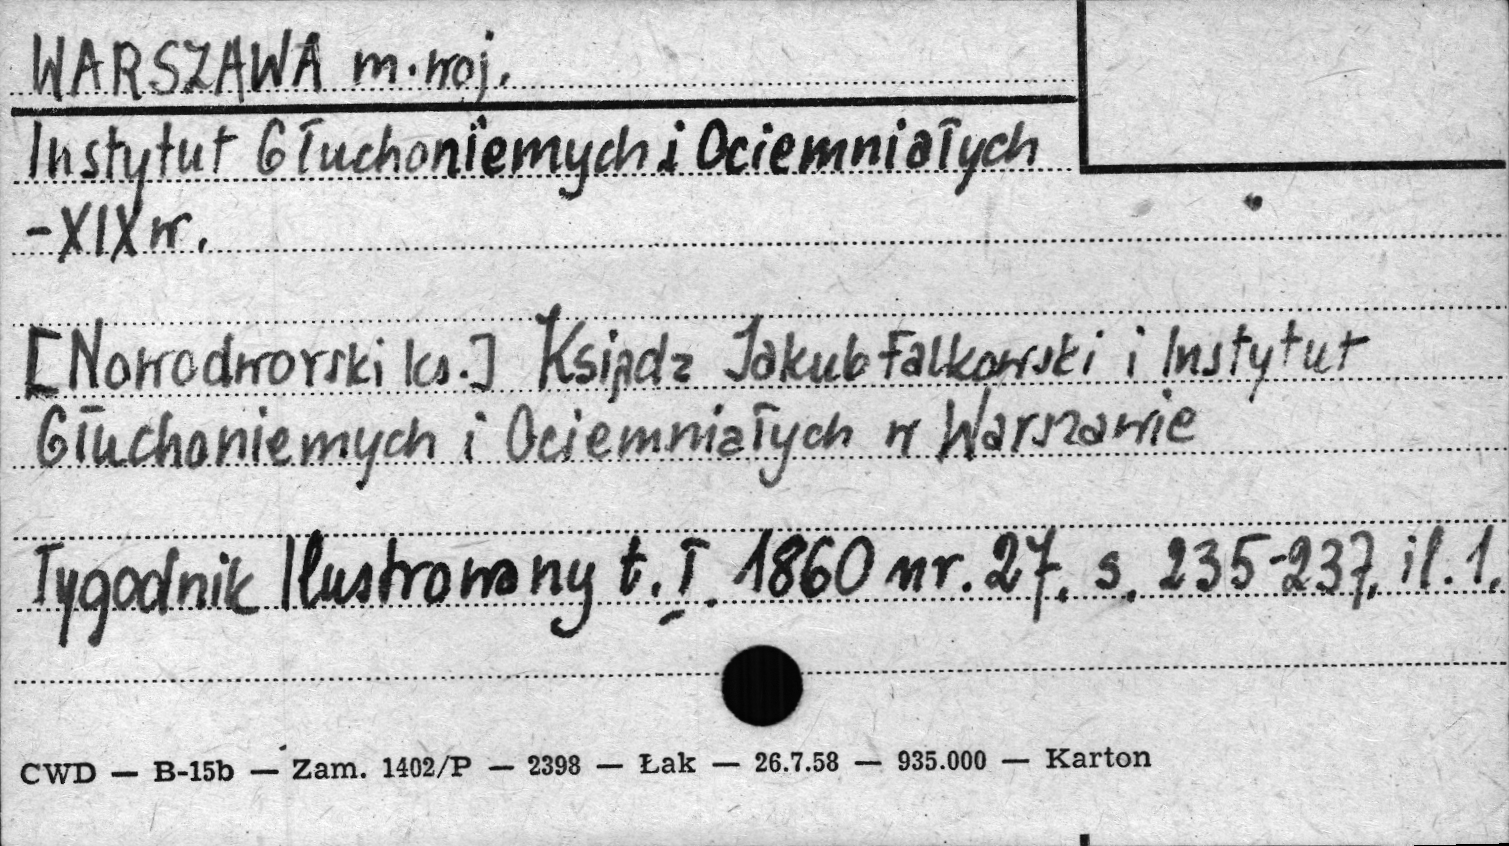 WARSZAWA m. woj.
Instytut Głuchoniemych i Ociemniałych
-XIX w.
[Nowodworski ks.] Ksiądz Jakub Falkowski i Instytut
Głuchoniemych i Ociemniałych w Warszawie
Tygodnik Ilustrowany t. I. 1860 nr. 27. s. 235-237, il. 1.
CWD — B-15b — Zam. 1402/P — 2398 — Łak — 26.7.58 — 935.000 — Karton